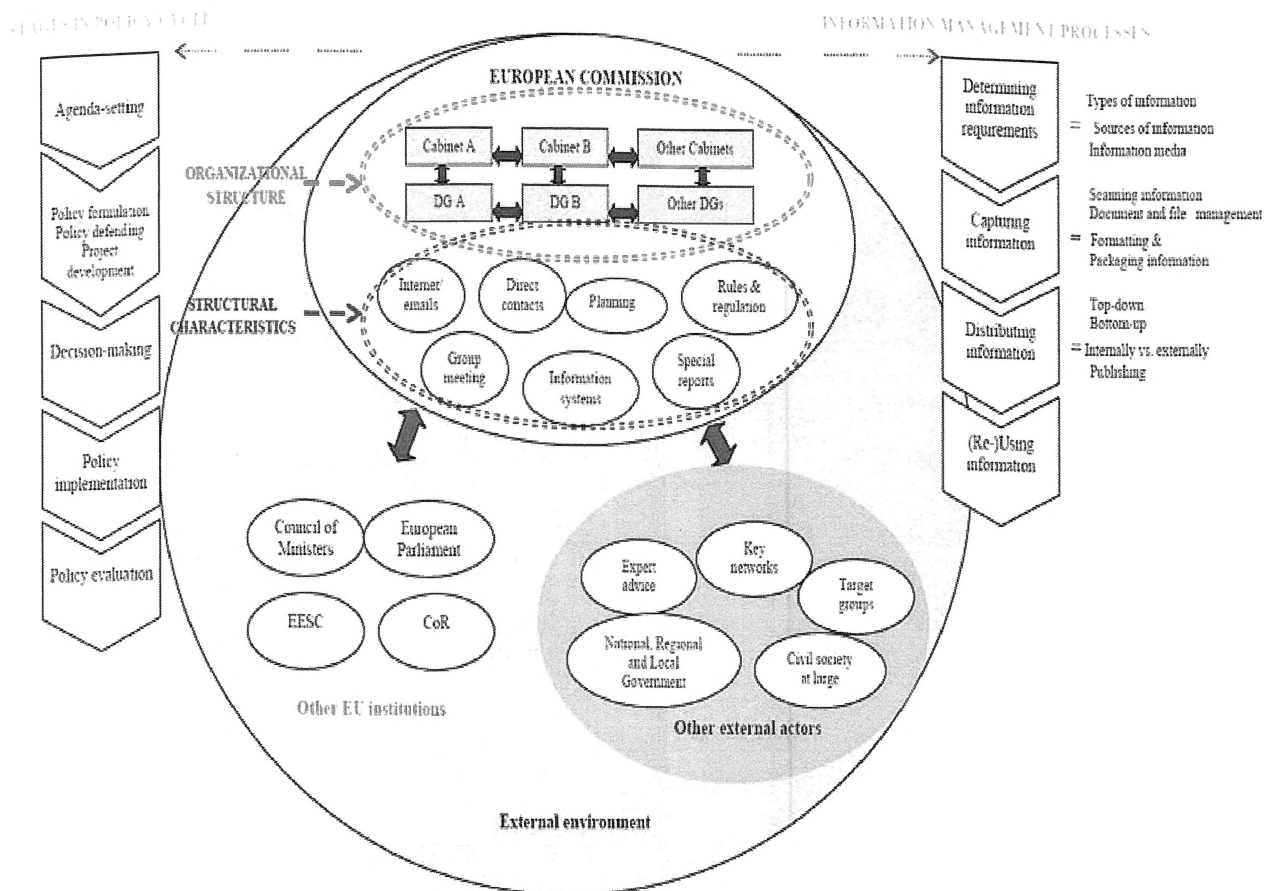 STAGES IN POLICY CYCLE
INFORMATION MANAGEMENT PROCESSES
EUROPEAN COMMISSION
Agenda-setting
Policy formulation
Policy defending
Project
development
Decision-making
Policy
implementation
Policy evaluation
ORGANIZATIONAL
STRUCTURE
Cabinet A
Cabinet B
Other Cabinets
DG A
DG B
Other DGs
STRUCTURAL
CHARACTERISTICS
Internet/
emails
Direct
contacts
Planning
Rules &
regulation
Group
meeting
Information
systems
Special
reports
Council of
Ministers
European
Parliament
EESC
CoR
Other EU institutions
Expert
advice
Key
networks
Target
groups
National, Regional
and Local
Government
Civil society
at large
Other external actors
External environment
Determining
information
requirements
Types of information
= Sources of information
Information media
Capturing
information
Scanning information
Document and file management
= Formatting &
Packaging information
Distributing
information
Top-down
Bottom-up
= Internally vs. externally
Publishing
(Re-)Using
information